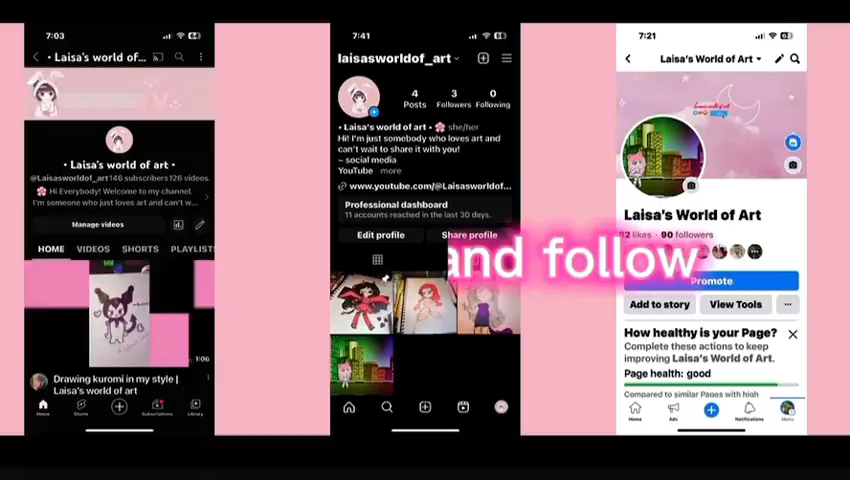 7:03
• Laisa's world of...
• Laisa's world of art •
@Laisasworldof_art 146 subscribers 126 videos
🌸 Hi Everybody! Welcome to my channel.
I'm someone who just loves art and can't w...
Manage videos
HOME VIDEOS SHORTS PLAYLISTS
1:06
Drawing kuromi in my style |
Laisa's world of art
Home Shorts Subscriptions Library
7:41
laisasworldof_art
4 3 0
Posts Followers Following
• Laisa's world of art • 🌸 she/her
Hi! I'm just somebody who loves art and
can't wait to share it with you!
~ social media
YouTube more
www.youtube.com/@Laisasworldof...
Professional dashboard
11 accounts reached in the last 30 days.
Edit profile Share profile
and follow
7:21
64
Laisa's World of Art
Laisa's World of Art
likes • 90 followers
Promote
Add to story View Tools ...
How healthy is your Page?
Complete these actions to keep
improving Laisa's World of Art.
Page health: good
Compared to similar Pages with high
Home Ads Notifications Menu